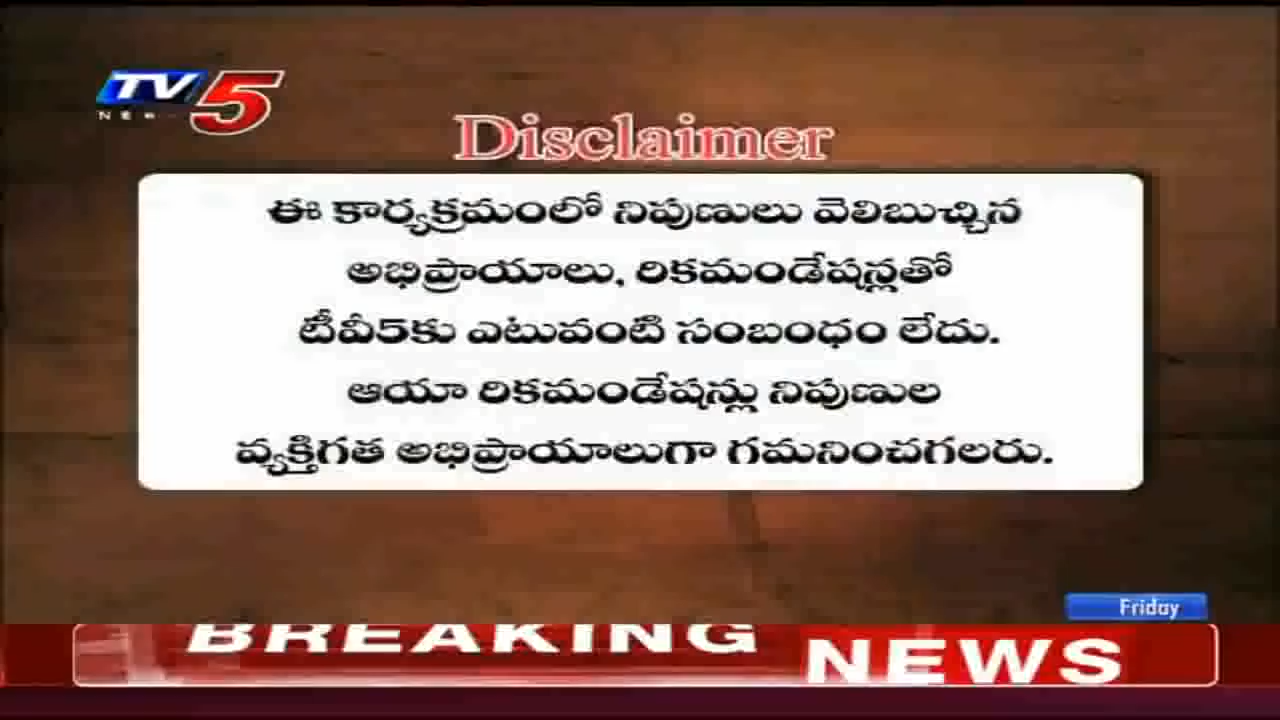 TV5
NEWS
Disclaimer
ఈ కార్యక్రమంలో నిపుణులు వెలిబుచ్చిన
అభిప్రాయాలు, రికమండేషన్లతో
టీవీ5కు ఎటువంటి సంబంధం లేదు.
ఆయా రికమండేషన్లు నిపుణుల
వ్యక్తిగత అభిప్రాయాలుగా గమనించగలరు.
Friday
BREAKING NEWS